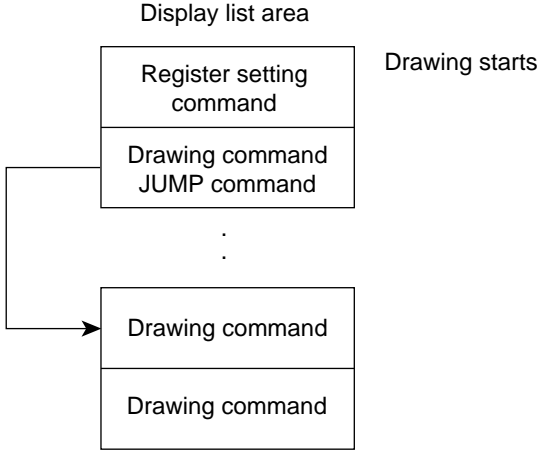 Display list area
Register setting
command
Drawing starts
Drawing command
JUMP command
.
.
Drawing command
Drawing command